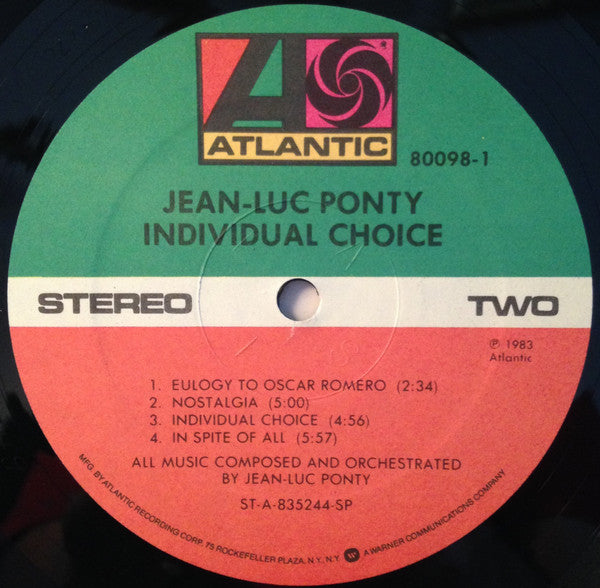 ATLANTIC
®
80098-1
JEAN-LUC PONTY
INDIVIDUAL CHOICE
STEREO
TWO
℗ 1983
Atlantic
1. EULOGY TO OSCAR ROMERO (2:34)
2. NOSTALGIA (5:00)
3. INDIVIDUAL CHOICE (4:56)
4. IN SPITE OF ALL (5:57)
ALL MUSIC COMPOSED AND ORCHESTRATED
BY JEAN-LUC PONTY
ST-A-835244-SP
MFG. BY ATLANTIC RECORDING CORP. 75 ROCKEFELLER PLAZA, N.Y., N.Y. A WARNER COMMUNICATIONS COMPANY